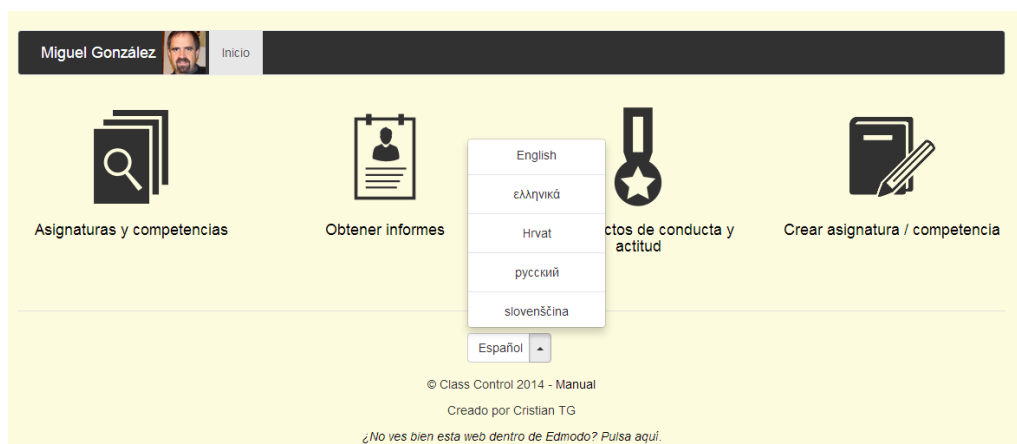 Miguel González
Inicio
Asignaturas y competencias
Obtener informes
ctos de conducta y
actitud
Crear asignatura / competencia
English
ελληνικά
Hrvat
русский
slovenščina
Español
© Class Control 2014 - Manual
Creado por Cristian TG
¿No ves bien esta web dentro de Edmodo? Pulsa aquí.